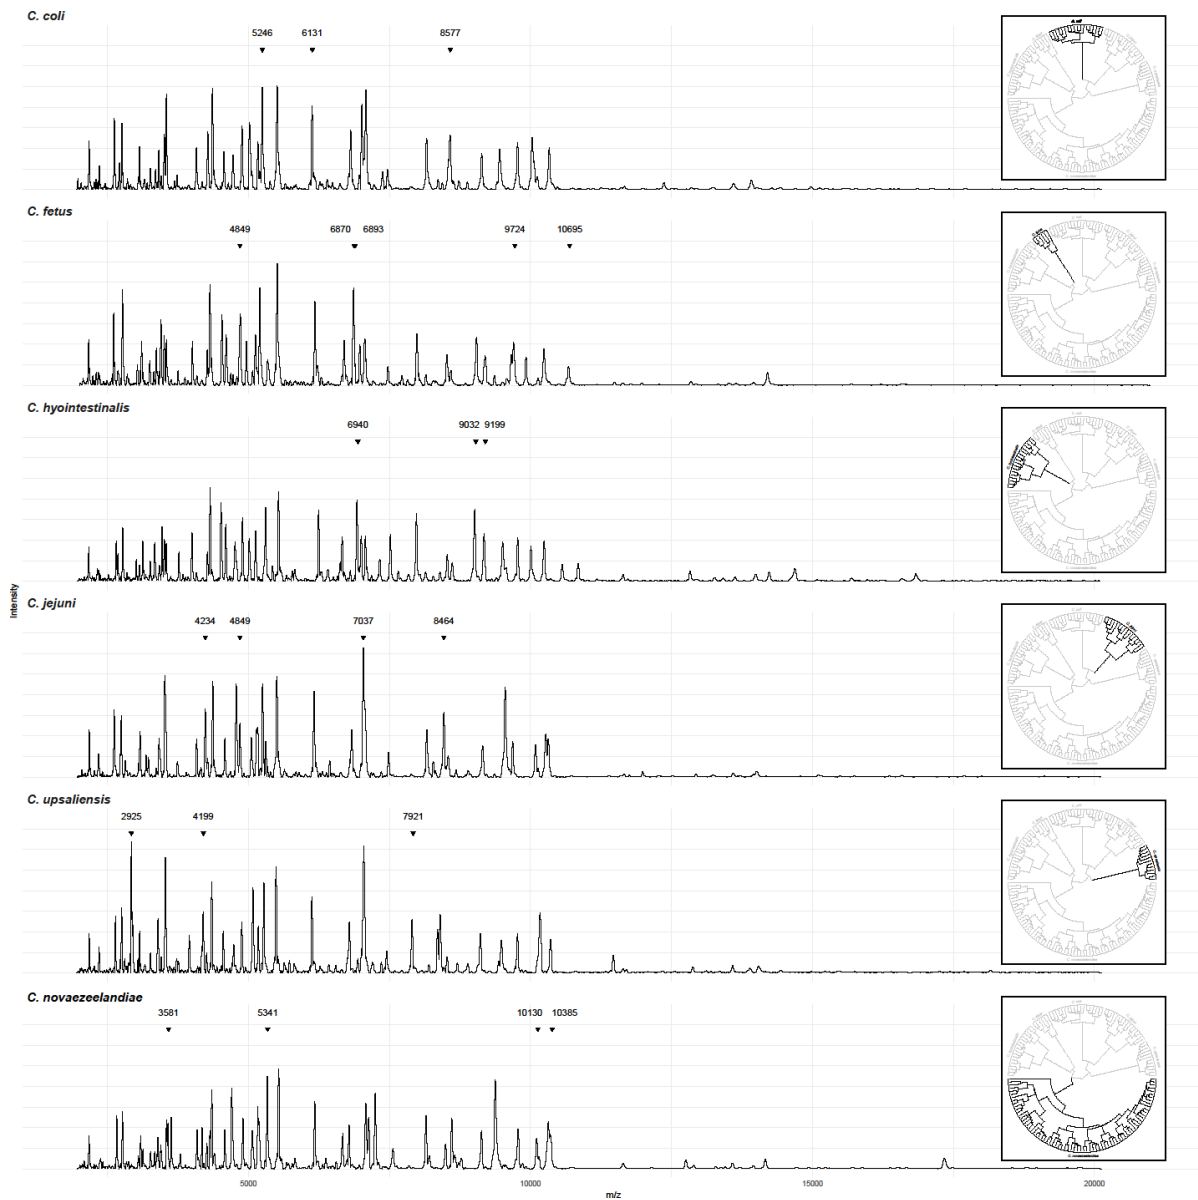 C. coli
5246 6131 8577
C. fetus
4849 6870 6893 9724 10695
C. hyointestinalis
6940 9032 9199
Intensity
C. jejuni
4234 4849 7037 8464
C. upsaliensis
2925 4199 7921
C. novaezeelandiae
3581 5341 10130 10385
5000 10000 15000 20000
m/z